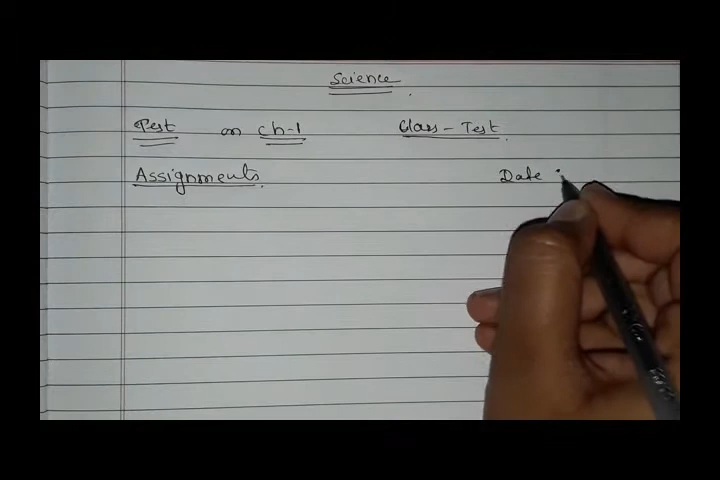 Science
Test on Ch-1 Class - Test
Assignments. Date :